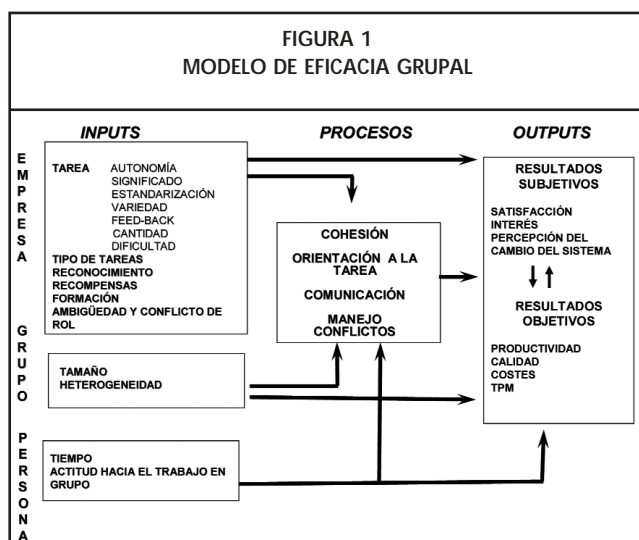 FIGURA 1
MODELO DE EFICACIA GRUPAL
INPUTS
PROCESOS
OUTPUTS
EMPRESA
TAREA AUTONOMÍA
SIGNIFICADO
ESTANDARIZACIÓN
VARIEDAD
FEED-BACK
CANTIDAD
DIFICULTAD
TIPO DE TAREAS
RECONOCIMIENTO
RECOMPENSAS
FORMACIÓN
AMBIGÜEDAD Y CONFLICTO DE
ROL
GRUPO
TAMAÑO
HETEROGENEIDAD
PERSONA
TIEMPO
ACTITUD HACIA EL TRABAJO EN
GRUPO
COHESIÓN
ORIENTACIÓN A LA
TAREA
COMUNICACIÓN
MANEJO
CONFLICTOS
RESULTADOS
SUBJETIVOS
SATISFACCIÓN
INTERÉS
PERCEPCIÓN DEL
CAMBIO DEL SISTEMA
RESULTADOS
OBJETIVOS
PRODUCTIVIDAD
CALIDAD
COSTES
TPM